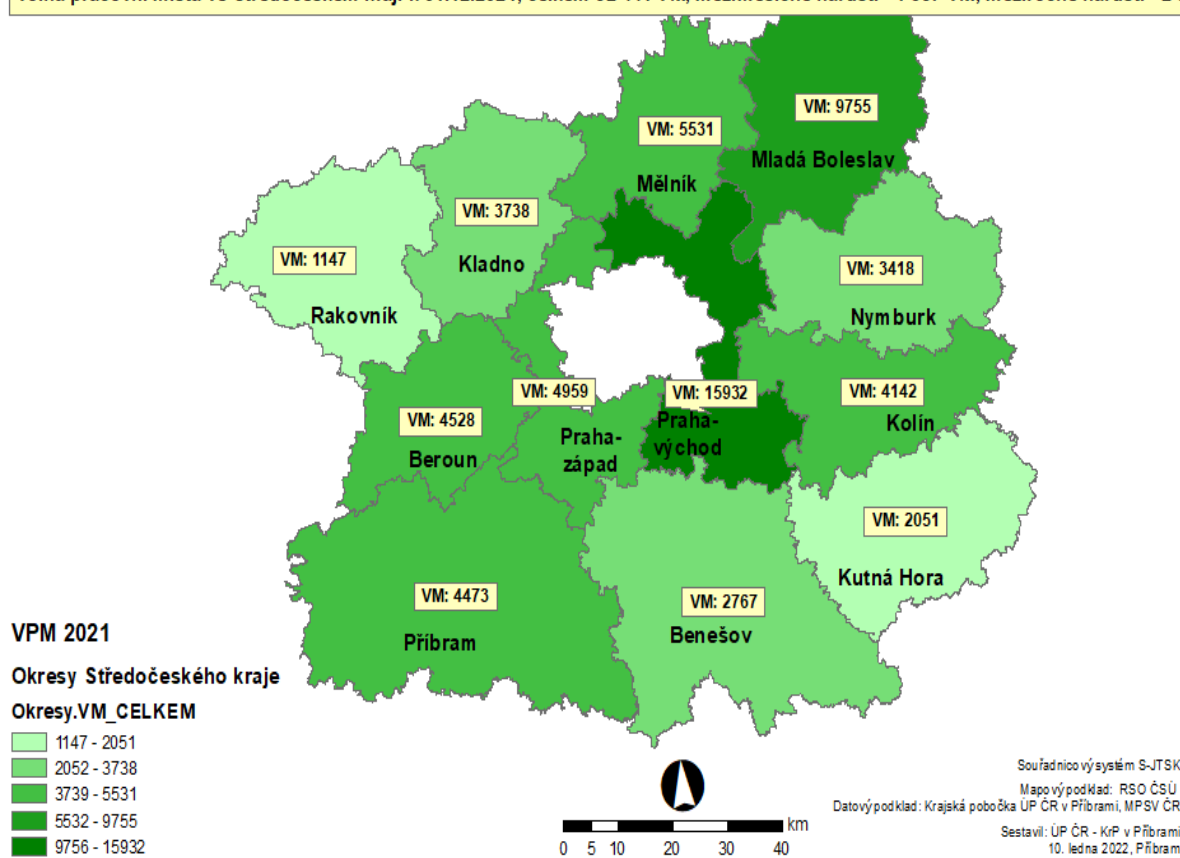 VM: 9755
VM: 5531
Mladá Boleslav
Mělník
VM: 3738
VM: 1147
Kladno
VM: 3418
Rakovník
Nymburk
VM: 4959
VM: 15932
VM: 4142
VM: 4528
Praha-
východ
Kolín
Beroun
Praha-
západ
VM: 2051
Kutná Hora
VM: 4473
VM: 2767
Příbram
Benešov
VPM 2021
Okresy Středočeského kraje
Okresy.VM_CELKEM
1147 - 2051
2052 - 3738
3739 - 5531
5532 - 9755
9756 - 15932
km
0 5 10 20 30 40
Souřadnicový systém S-JTSK
Mapový podklad: RSO ČSÚ
Datový podklad: Krajská pobočka ÚP ČR v Příbrami, MPSV ČR
Sestavil: ÚP ČR - KrP v Příbrami
10. ledna 2022, Příbram